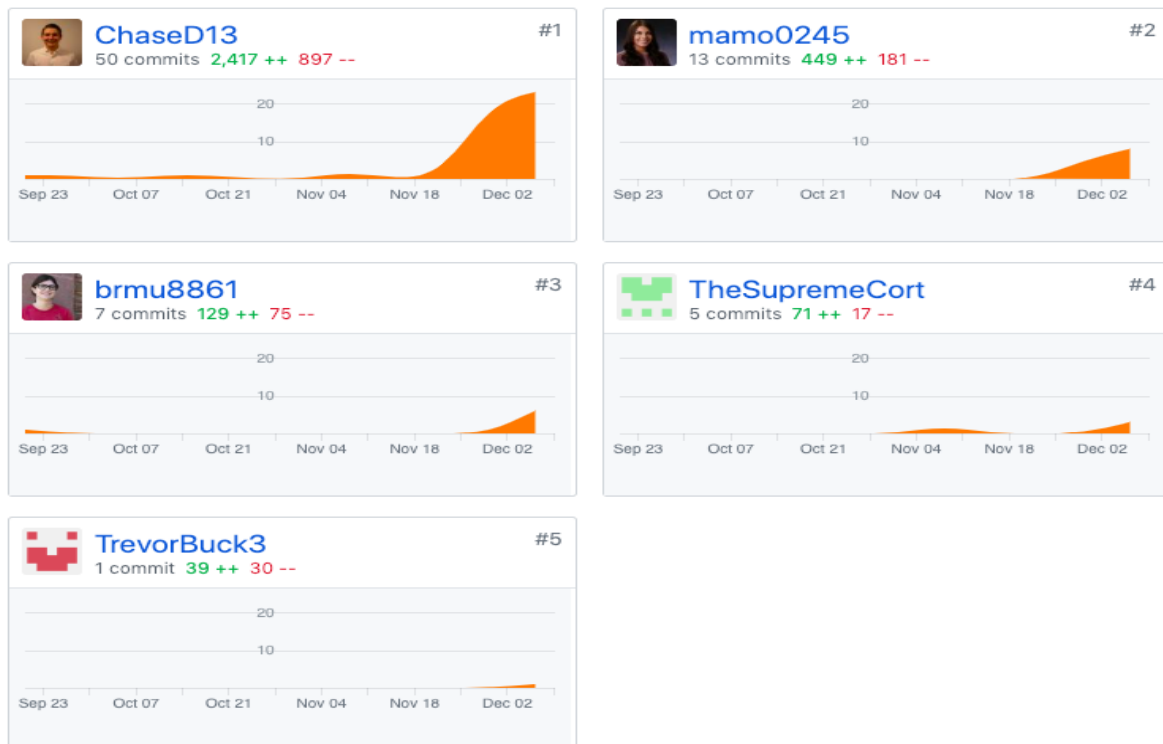 ChaseD13 #1
50 commits 2,417 ++ 897 --
20
10
Sep 23 Oct 07 Oct 21 Nov 04 Nov 18 Dec 02
mamo0245 #2
13 commits 449 ++ 181 --
20
10
Sep 23 Oct 07 Oct 21 Nov 04 Nov 18 Dec 02
brmu8861 #3
7 commits 129 ++ 75 --
20
10
Sep 23 Oct 07 Oct 21 Nov 04 Nov 18 Dec 02
TheSupremeCort #4
5 commits 71 ++ 17 --
20
10
Sep 23 Oct 07 Oct 21 Nov 04 Nov 18 Dec 02
TrevorBuck3 #5
1 commit 39 ++ 30 --
20
10
Sep 23 Oct 07 Oct 21 Nov 04 Nov 18 Dec 02